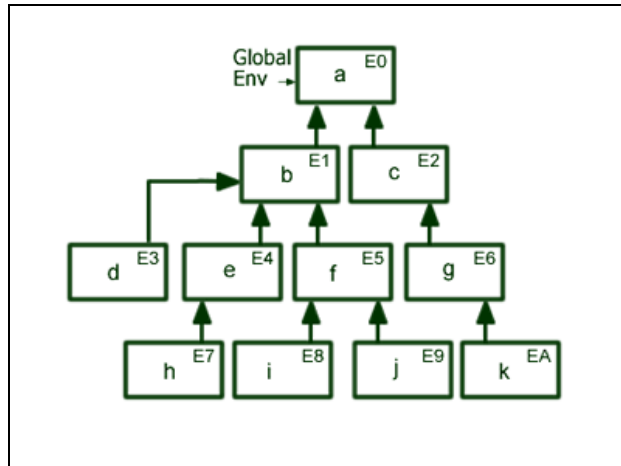 Global
Env
a E0
b E1
c E2
d E3
e E4
f E5
g E6
h E7
i E8
j E9
k EA